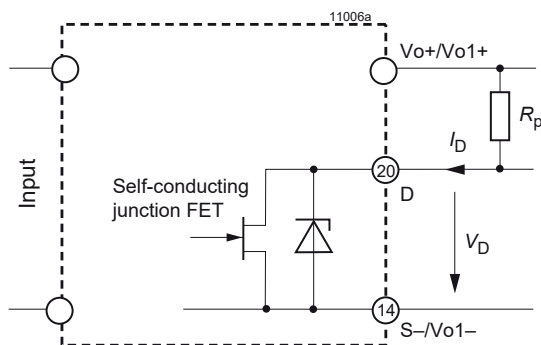 11006a
Vo+/Vo1+
Rp
ID
20
D
Self-conducting
junction FET
Input
VD
14
S–/Vo1–